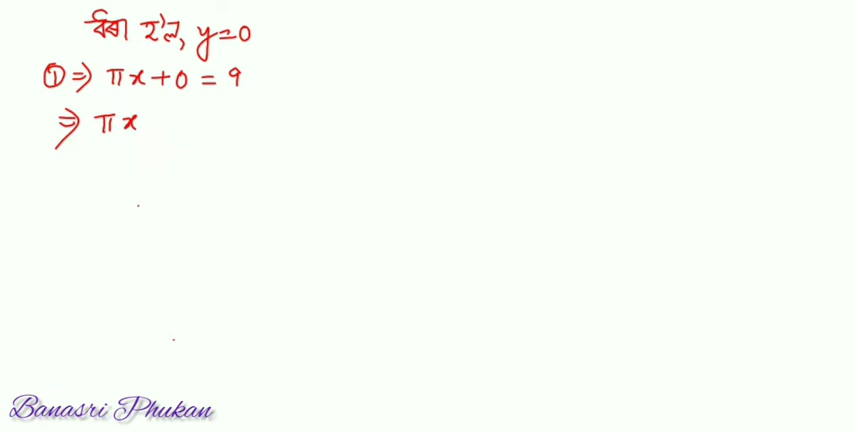 ধৰা হ'ল, y=0
① ⇒ πx + 0 = 9
⇒ πx
Banasri Phukan